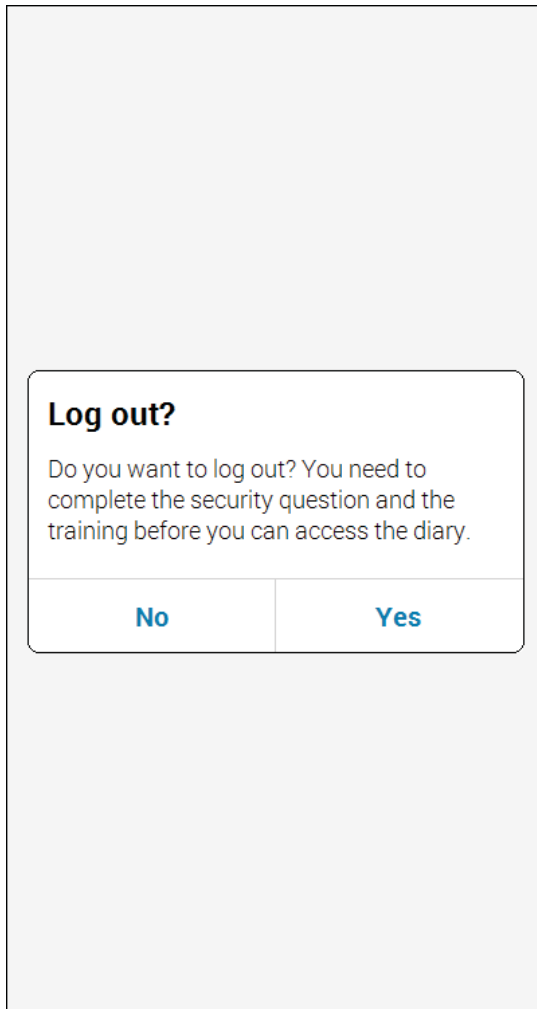 Log out?
Do you want to log out? You need to
complete the security question and the
training before you can access the diary.
No
Yes